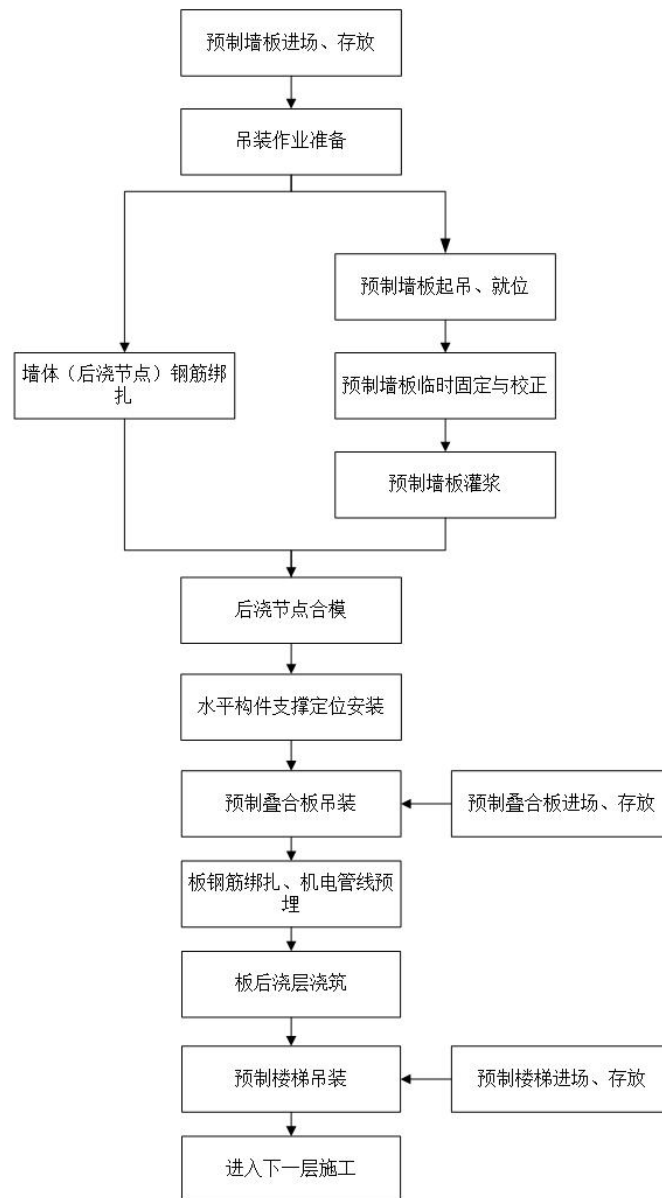 预制墙板进场、存放
吊装作业准备
预制墙板起吊、就位
墙体（后浇节点）钢筋绑
扎
预制墙板临时固定与校正
预制墙板灌浆
后浇节点合模
水平构件支撑定位安装
预制叠合板吊装
预制叠合板进场、存放
板钢筋绑扎、机电管线预
埋
板后浇层浇筑
预制楼梯吊装
预制楼梯进场、存放
进入下一层施工